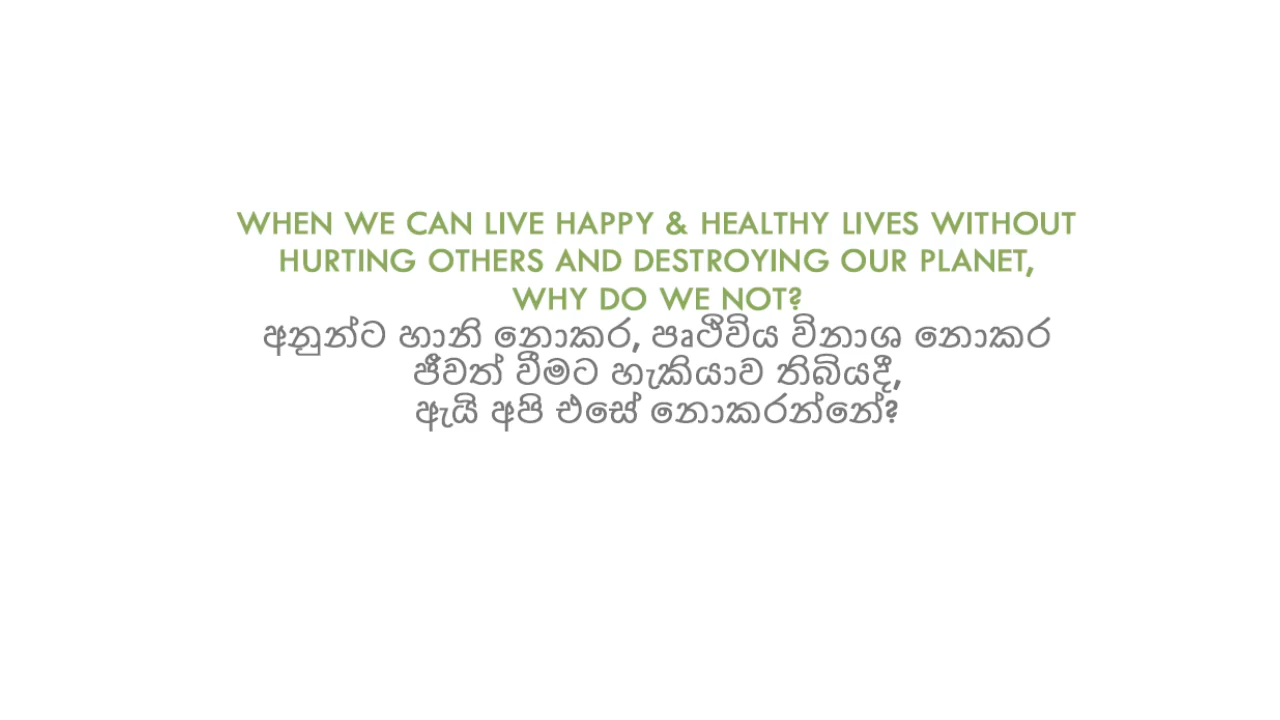 WHEN WE CAN LIVE HAPPY & HEALTHY LIVES WITHOUT
HURTING OTHERS AND DESTROYING OUR PLANET,
WHY DO WE NOT?
අනුන්ට හානි නොකර, පෘථිවිය විනාශ නොකර
ජීවත් වීමට හැකියාව තිබියදී,
ඇයි අපි එසේ නොකරන්නේ?